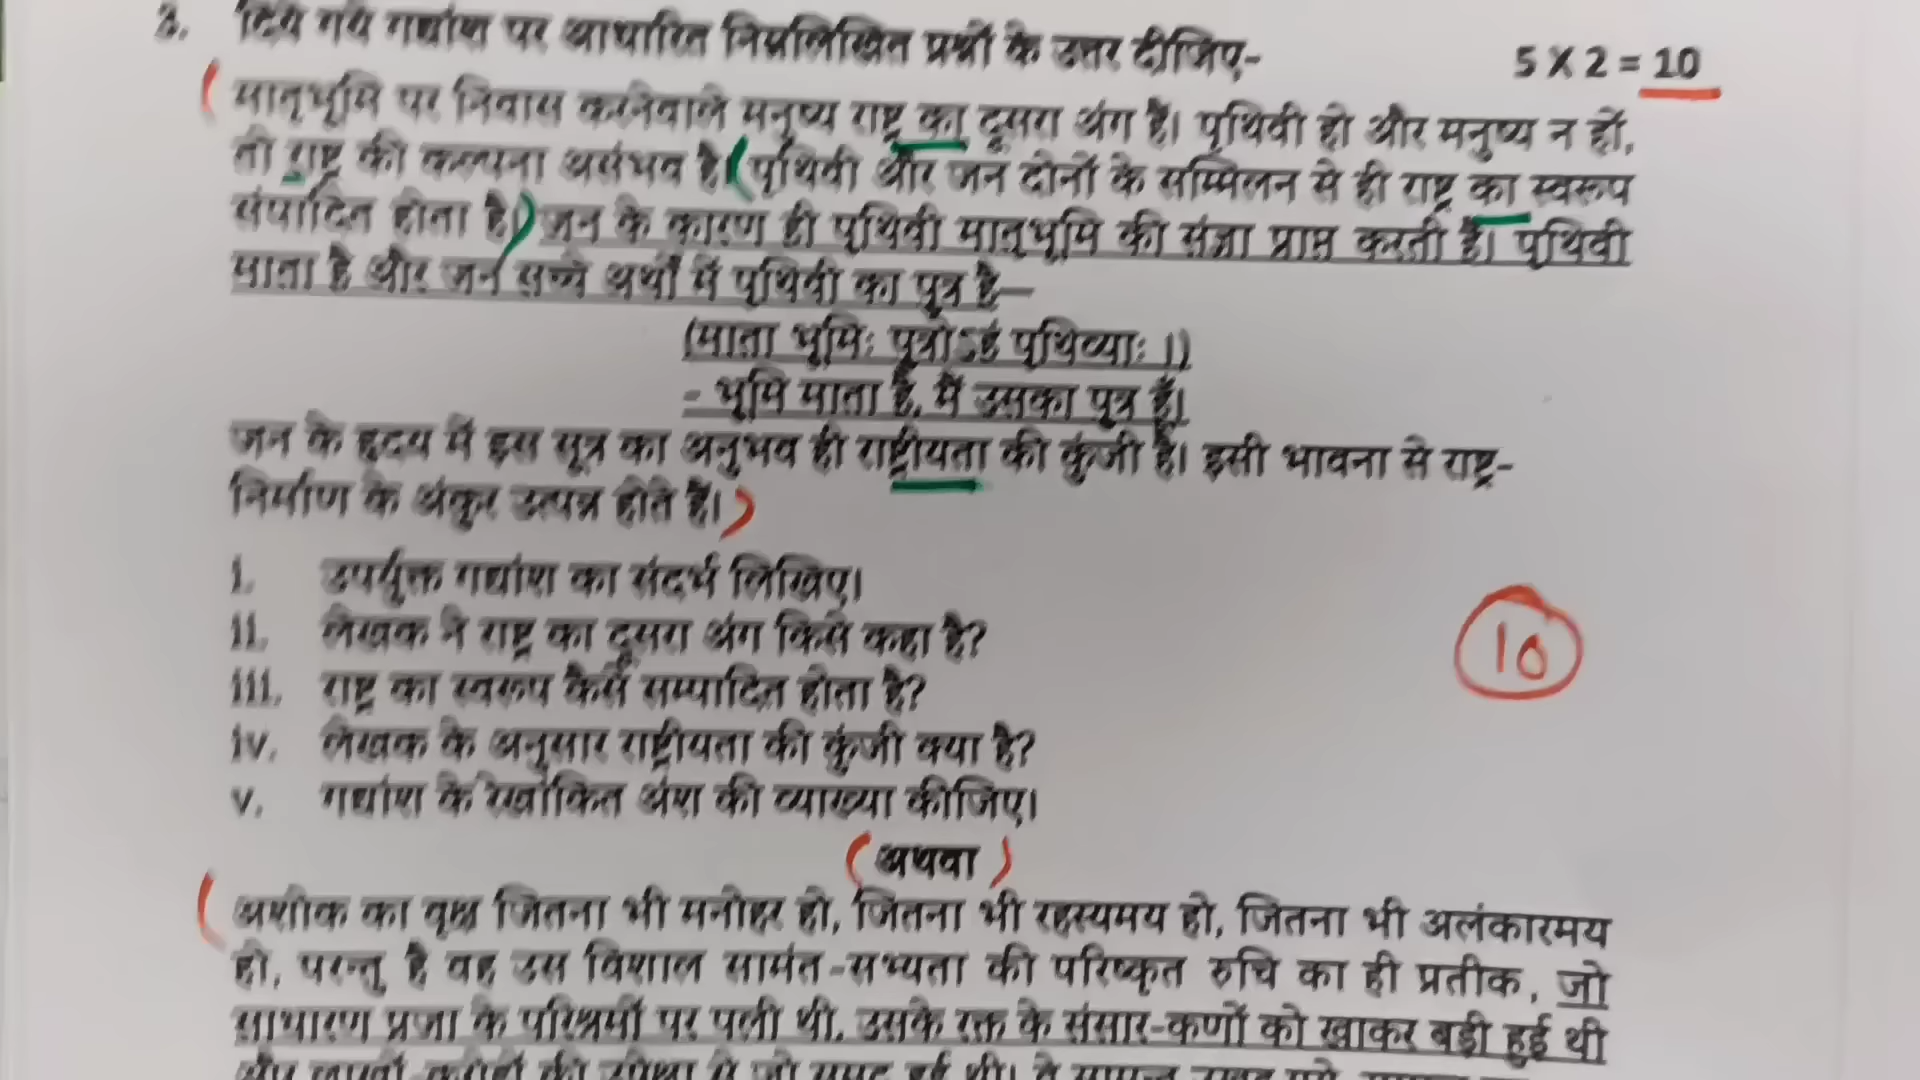 3. दिये गये गद्यांश पर आधारित निम्नलिखित प्रश्नों के उत्तर दीजिए- 5 X 2 = 10
मातृभूमि पर निवास करनेवाले मनुष्य राष्ट्र का दूसरा अंग हैं। पृथिवी हो और मनुष्य न हों,
तो राष्ट्र की कल्पना असंभव है। पृथिवी और जन दोनों के सम्मिलन से ही राष्ट्र का स्वरूप
संपादित होता है। जन के कारण ही पृथिवी मातृभूमि की संज्ञा प्राप्त करती है। पृथिवी
माता है और जन सच्चे अर्थों में पृथिवी का पुत्र है—
(माता भूमिः पुत्रोऽहं पृथिव्याः ।)
- भूमि माता है, मैं उसका पुत्र हूँ।
जन के हृदय में इस सूत्र का अनुभव ही राष्ट्रीयता की कुंजी है। इसी भावना से राष्ट्र-
निर्माण के अंकुर उत्पन्न होते हैं।
i. उपर्युक्त गद्यांश का संदर्भ लिखिए।
ii. लेखक ने राष्ट्र का दूसरा अंग किसे कहा है?
10
iii. राष्ट्र का स्वरूप कैसे सम्पादित होता है?
iv. लेखक के अनुसार राष्ट्रीयता की कुंजी क्या है?
v. गद्यांश के रेखांकित अंश की व्याख्या कीजिए।
(अथवा)
अशोक का वृक्ष जितना भी मनोहर हो, जितना भी रहस्यमय हो, जितना भी अलंकारमय
हो, परन्तु है वह उस विशाल सामंत-सभ्यता की परिष्कृत रुचि का ही प्रतीक, जो
साधारण प्रजा के परिश्रमों पर पली थी, उसके रक्त के संसार-कणों को खाकर बड़ी हुई थी